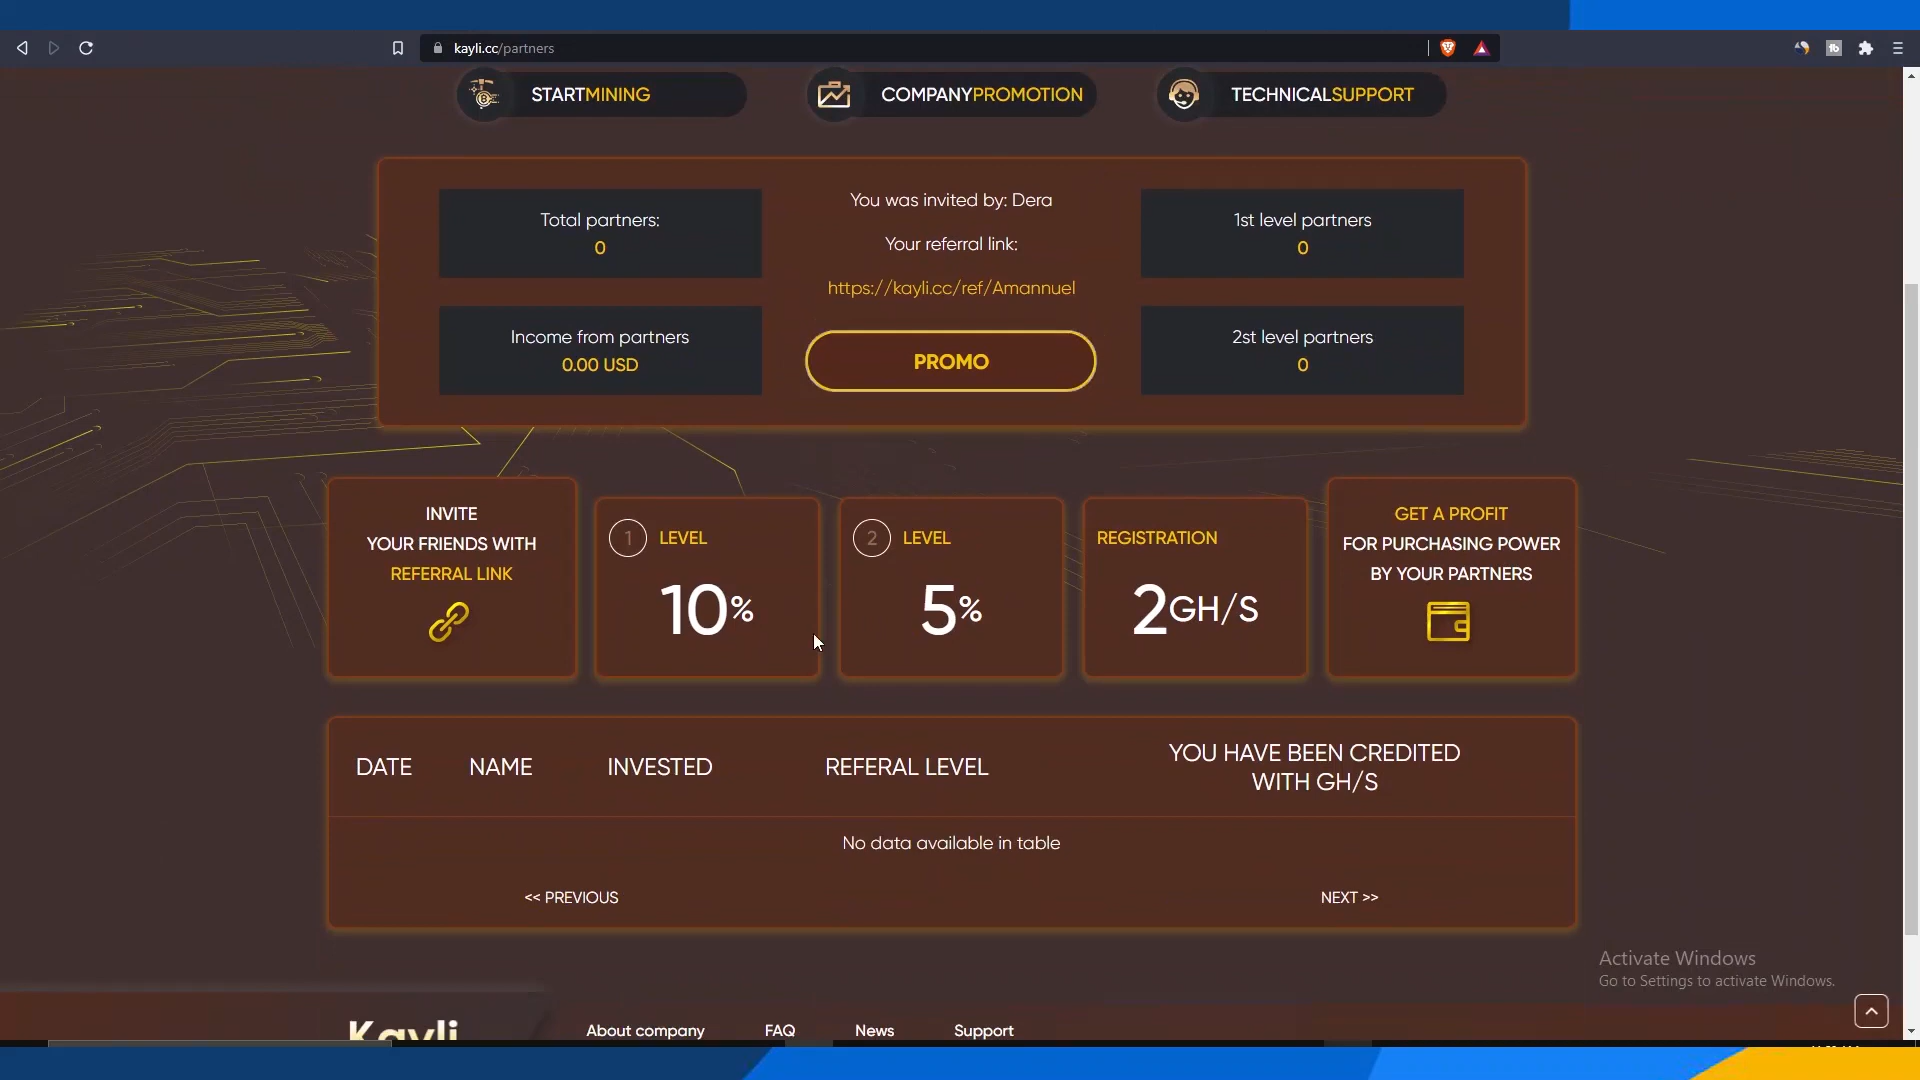 kayli.cc/partners
STARTMINING
COMPANYPROMOTION
TECHNICALSUPPORT
Total partners:
0
Income from partners
0.00 USD
You was invited by: Dera
Your referral link:
https://kayli.cc/ref/Amannuel
PROMO
1st level partners
0
2st level partners
0
INVITE
YOUR FRIENDS WITH
REFERRAL LINK
1 LEVEL
10%
2 LEVEL
5%
REGISTRATION
2GH/S
GET A PROFIT
FOR PURCHASING POWER
BY YOUR PARTNERS
DATE NAME INVESTED REFERAL LEVEL YOU HAVE BEEN CREDITED
WITH GH/S
No data available in table
<< PREVIOUS NEXT >>
Activate Windows
Go to Settings to activate Windows.
Kayli
About company FAQ News Support